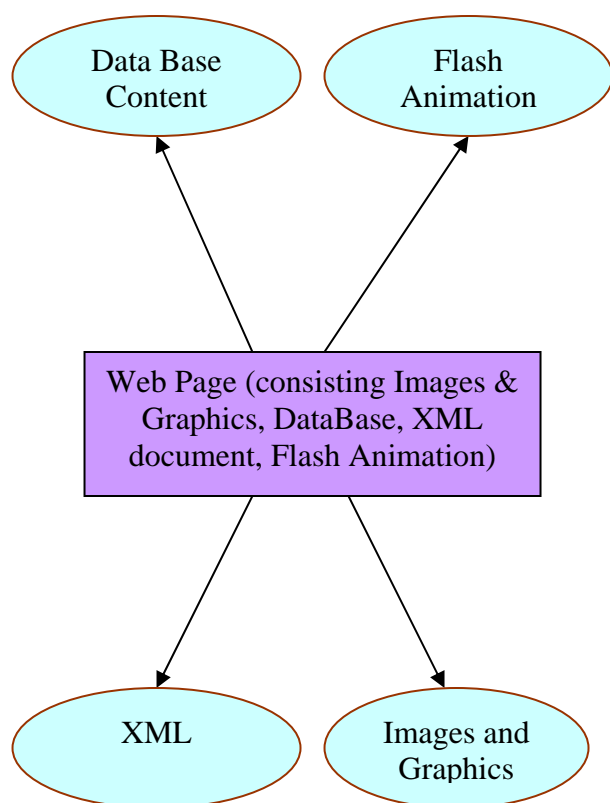 Data Base
Content
Flash
Animation
Web Page (consisting Images &
Graphics, DataBase, XML
document, Flash Animation)
XML
Images and
Graphics